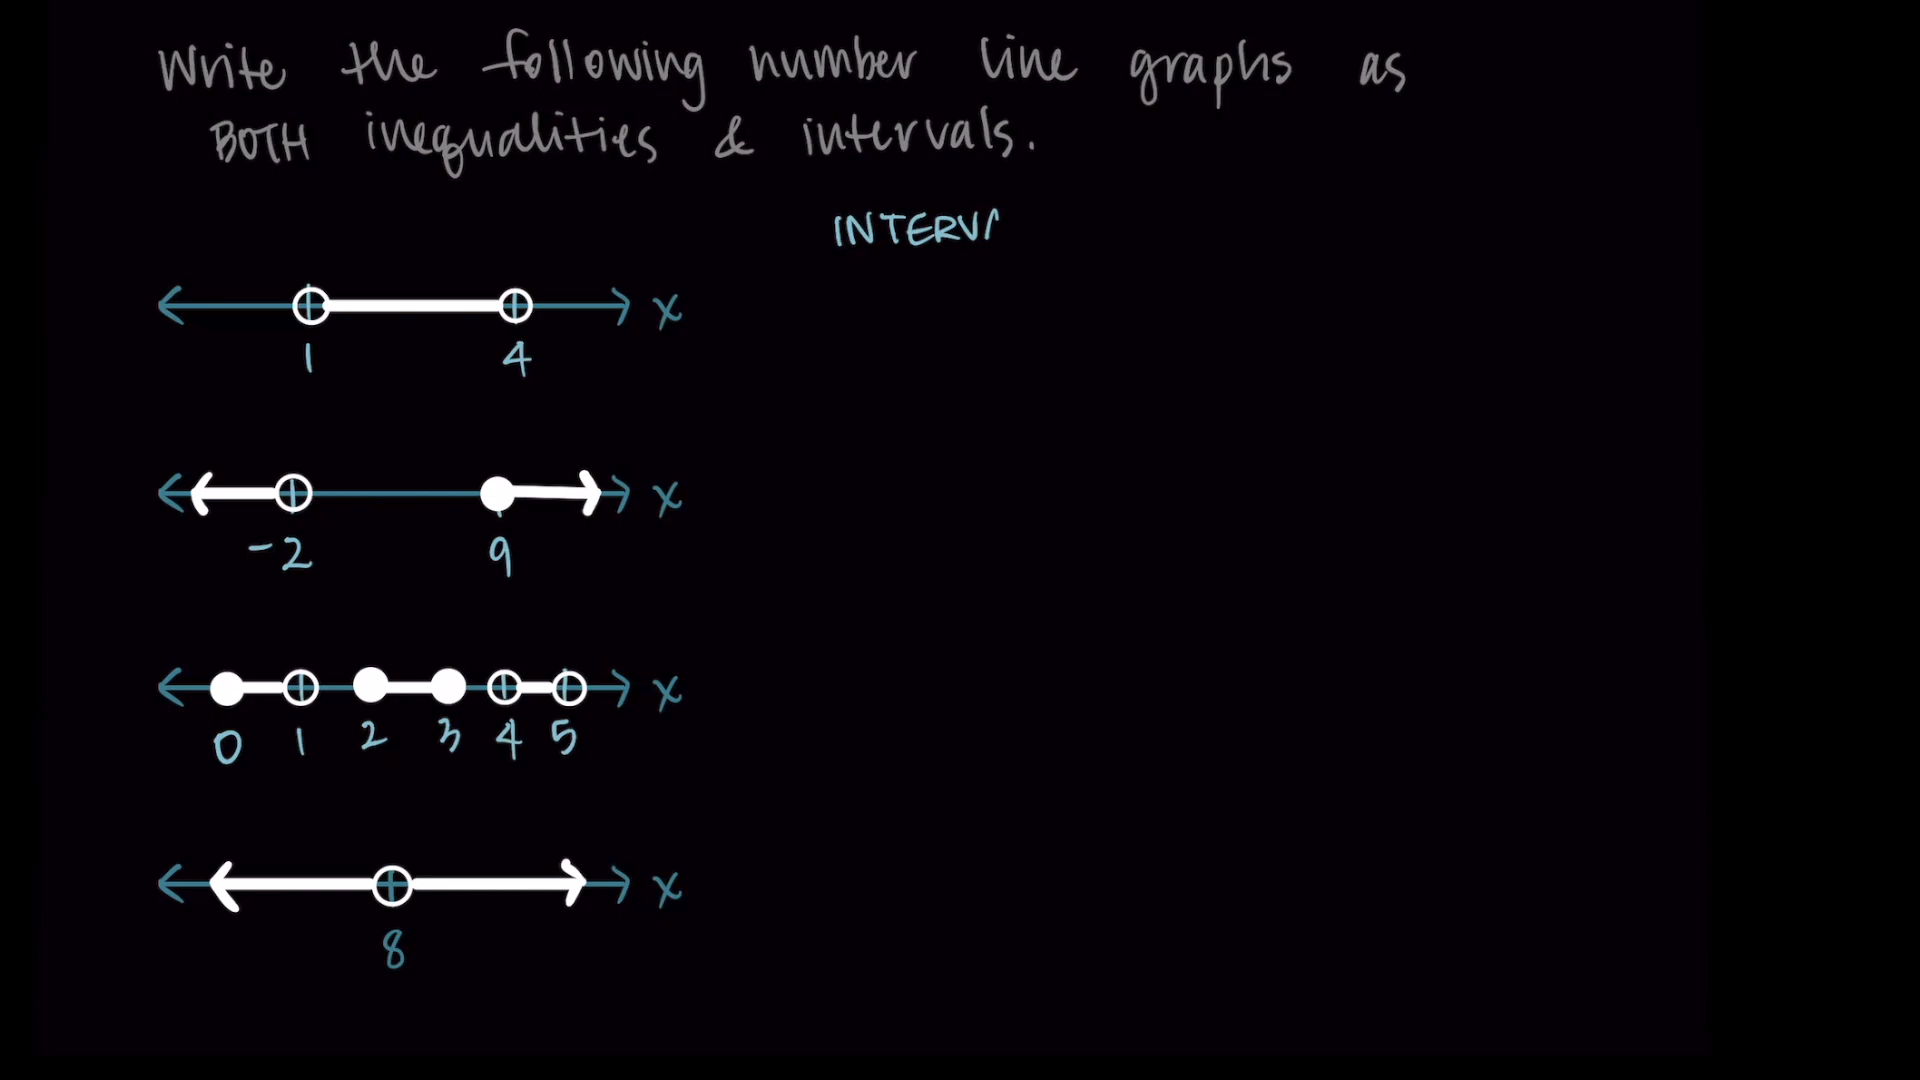 Write the following number line graphs as
BOTH inequalities & intervals.
INTERV
x
1 4
x
-2 9
x
0 1 2 3 4 5
x
8